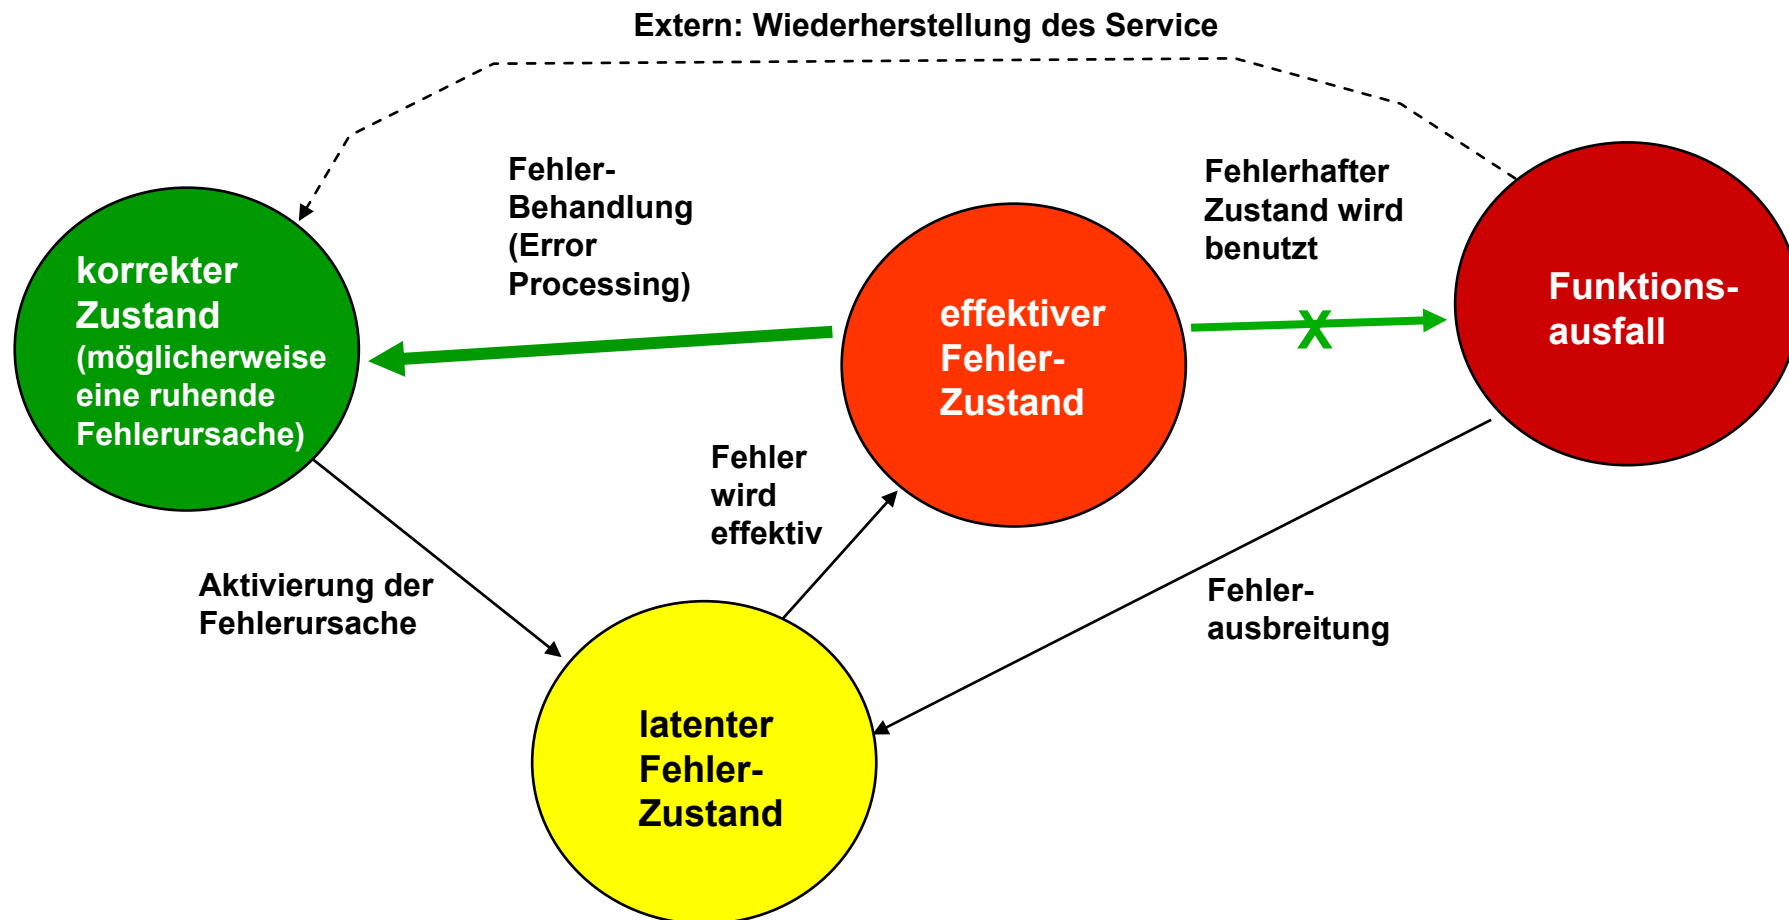 Extern: Wiederherstellung des Service
Fehler-
Behandlung
(Error
Processing)
Fehlerhafter
Zustand wird
benutzt
korrekter
Zustand
(möglicherweise
eine ruhende
Fehlerursache)
effektiver
Fehler-
Zustand
X
Funktions-
ausfall
Fehler
wird
effektiv
Aktivierung der
Fehlerursache
Fehler-
ausbreitung
latenter
Fehler-
Zustand